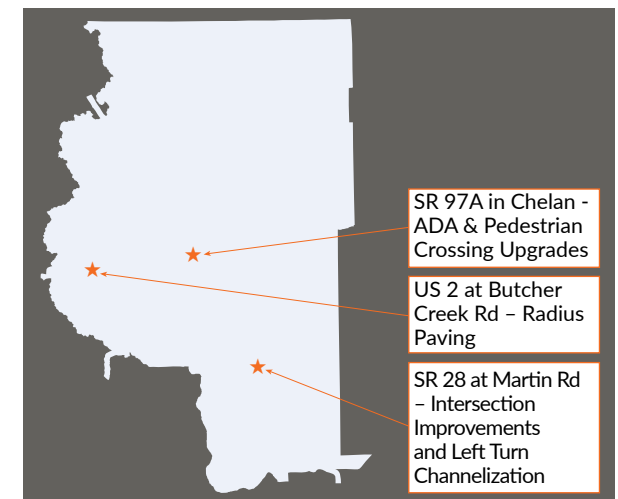 SR 97A in Chelan -
ADA & Pedestrian
Crossing Upgrades
US 2 at Butcher
Creek Rd – Radius
Paving
SR 28 at Martin Rd
– Intersection
Improvements
and Left Turn
Channelization